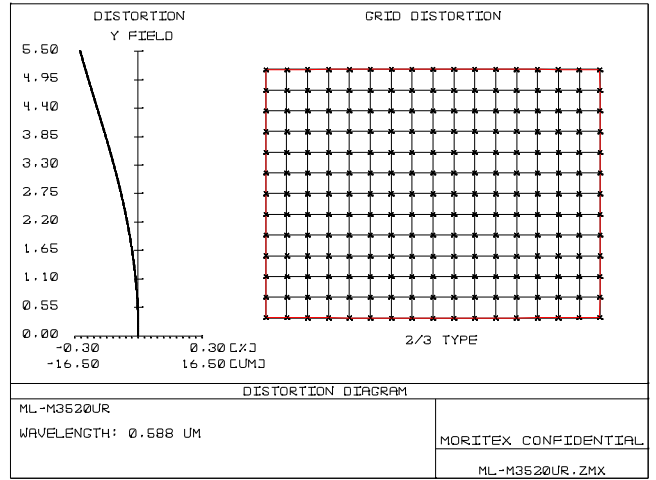 DISTORTION
Y FIELD
GRID DISTORTION
5.50
4.95
4.40
3.85
3.30
2.75
2.20
1.65
1.10
0.55
0.00
-0.30 0.30 [%]
-16.50 16.50 [UM]
2/3 TYPE
DISTORTION DIAGRAM
ML-M3520UR
WAVELENGTH: 0.588 UM
MORITEX CONFIDENTIAL
ML-M3520UR.ZMX